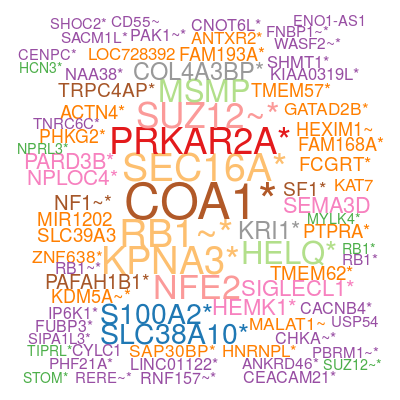 SHOC2* CD55~ CNOT6L* ENO1-AS1
SACM1L* PAK1~* ANTXR2* FNBP1~*
WASF2~*
CENPC* LOC728392 FAM193A* SHMT1*
HCN3* NAA38* COL4A3BP* KIAA0319L*
TRPC4AP* MSMP TMEM57*
ACTN4* SUZ12~* GATAD2B*
TNRC6C* HEXIM1~
PHKG2* PRKAR2A* FAM168A*
NPRL3*
PARD3B* SEC16A* FCGRT*
NPLOC4* SF1* KAT7
NF1~* COA1* SEMA3D
MIR1202 MYLK4*
SLC39A3 RB1~* KRI1* PTPRA*
ZNF638* KPNA3* HELQ* RB1*
RB1~* RB1*
PAFAH1B1* NFE2 TMEM62*
KDM5A~* SIGLECL1*
IP6K1* S100A2* HEMK1* CACNB4*
FUBP3* MALAT1~ USP54
SIPA1L3* SLC38A10* CHKA~*
TIPRL* CYLC1 SAP30BP* HNRNPL* PBRM1~*
PHF21A* LINC01122* ANKRD46* SUZ12~*
STOM* RERE~* RNF157~* CEACAM21*